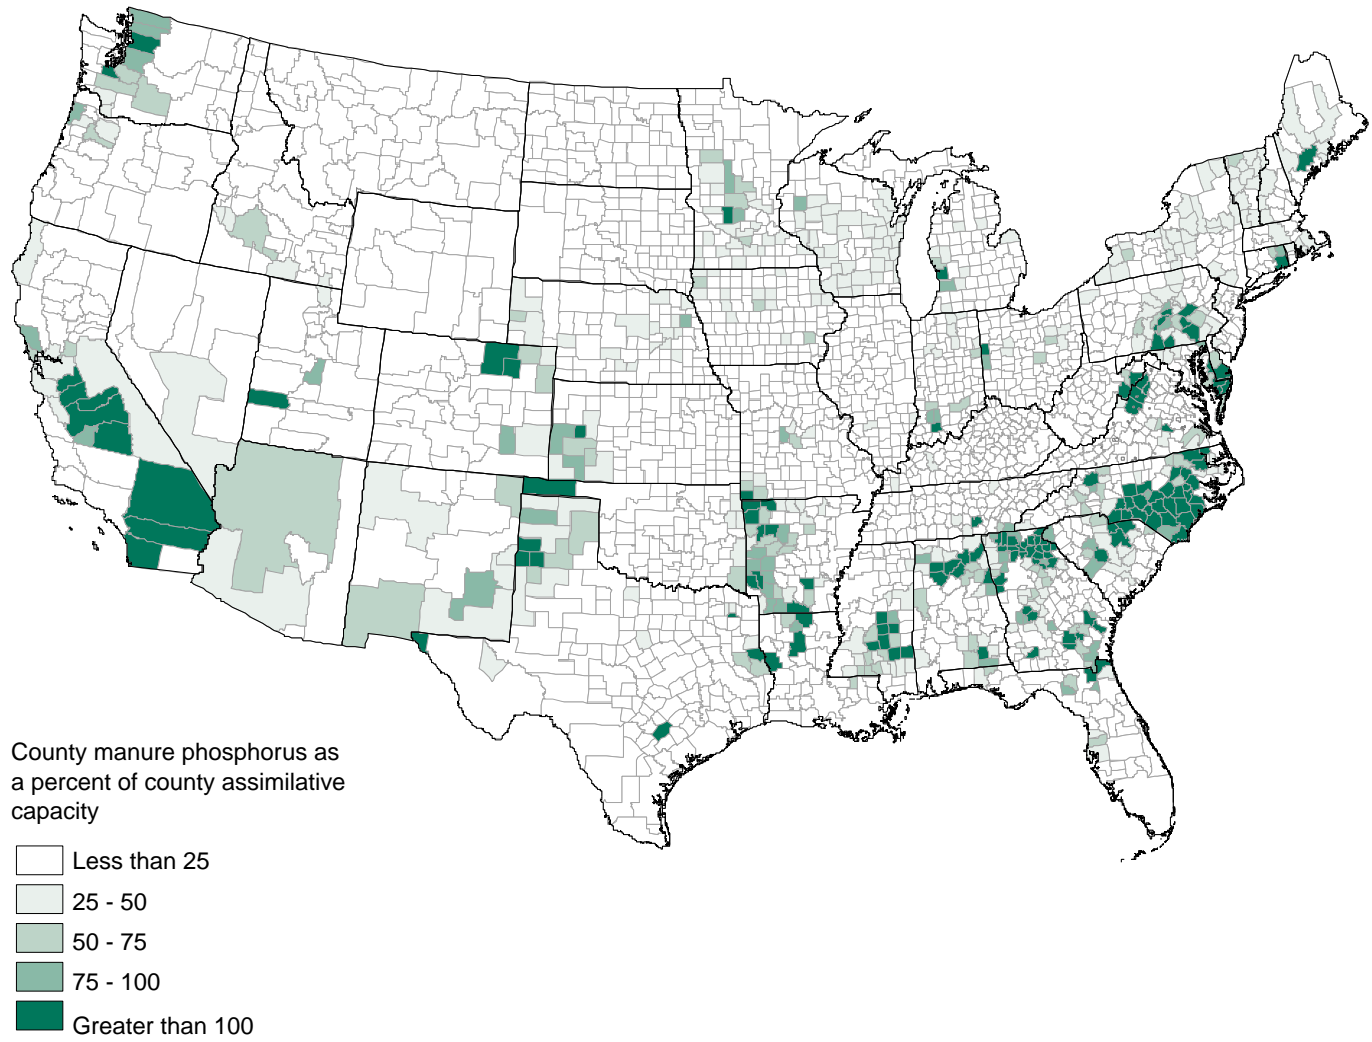 County manure phosphorus as
a percent of county assimilative
capacity
Less than 25
25 - 50
50 - 75
75 - 100
Greater than 100